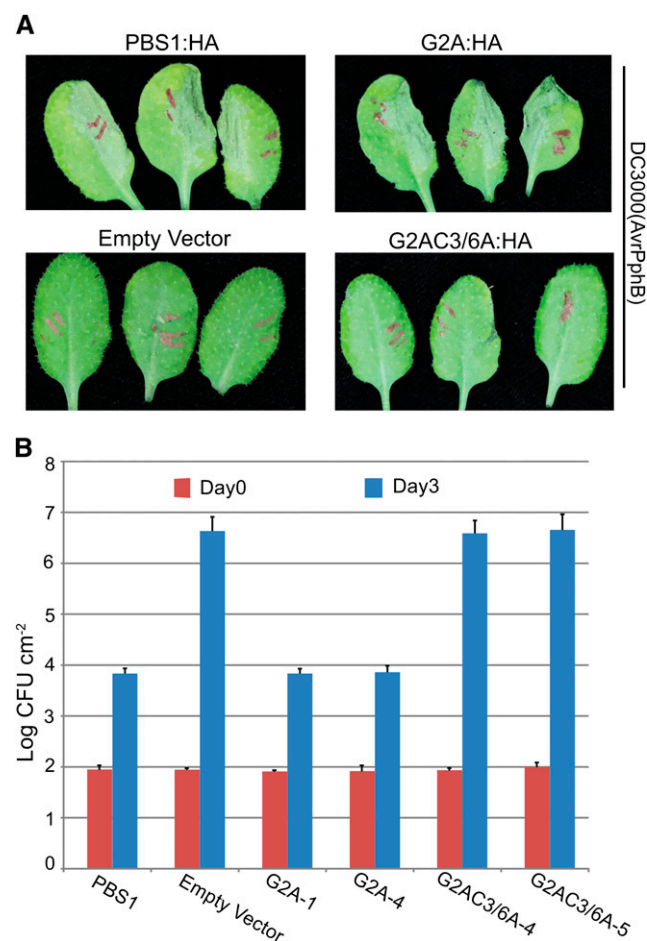 A
PBS1:HA
G2A:HA
Empty Vector
G2AC3/6A:HA
DC3000(AvrPphB)
B
Day0
Day3
8
7
6
5
4
3
2
1
0
Log CFU cm⁻²
PBS1
Empty Vector
G2A-1
G2A-4
G2AC3/6A-4
G2AC3/6A-5